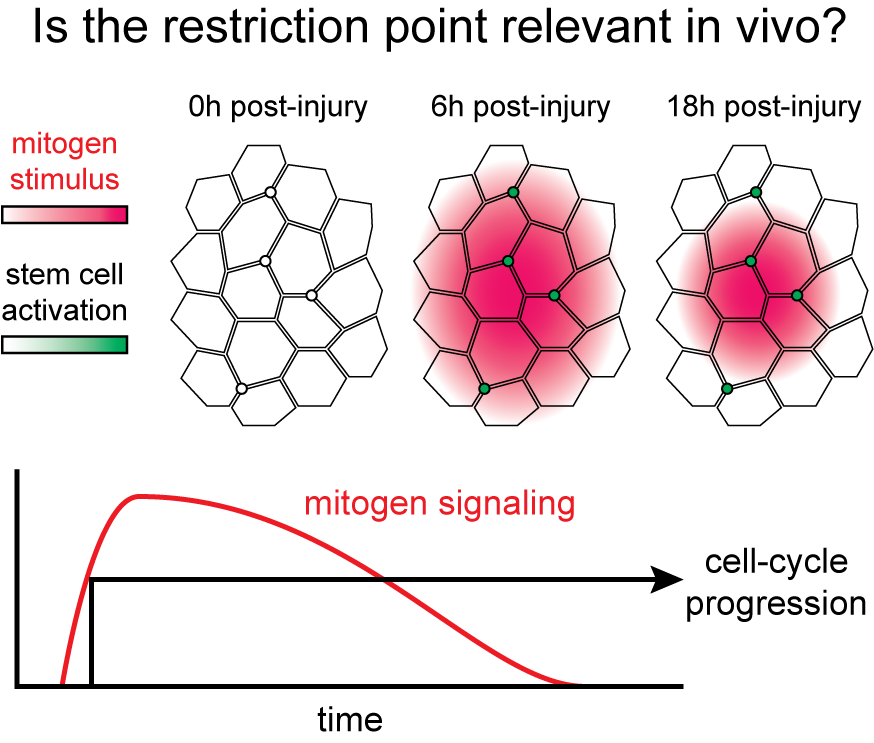 Is the restriction point relevant in vivo?
0h post-injury
6h post-injury
18h post-injury
mitogen
stimulus
stem cell
activation
mitogen signaling
cell-cycle
progression
time